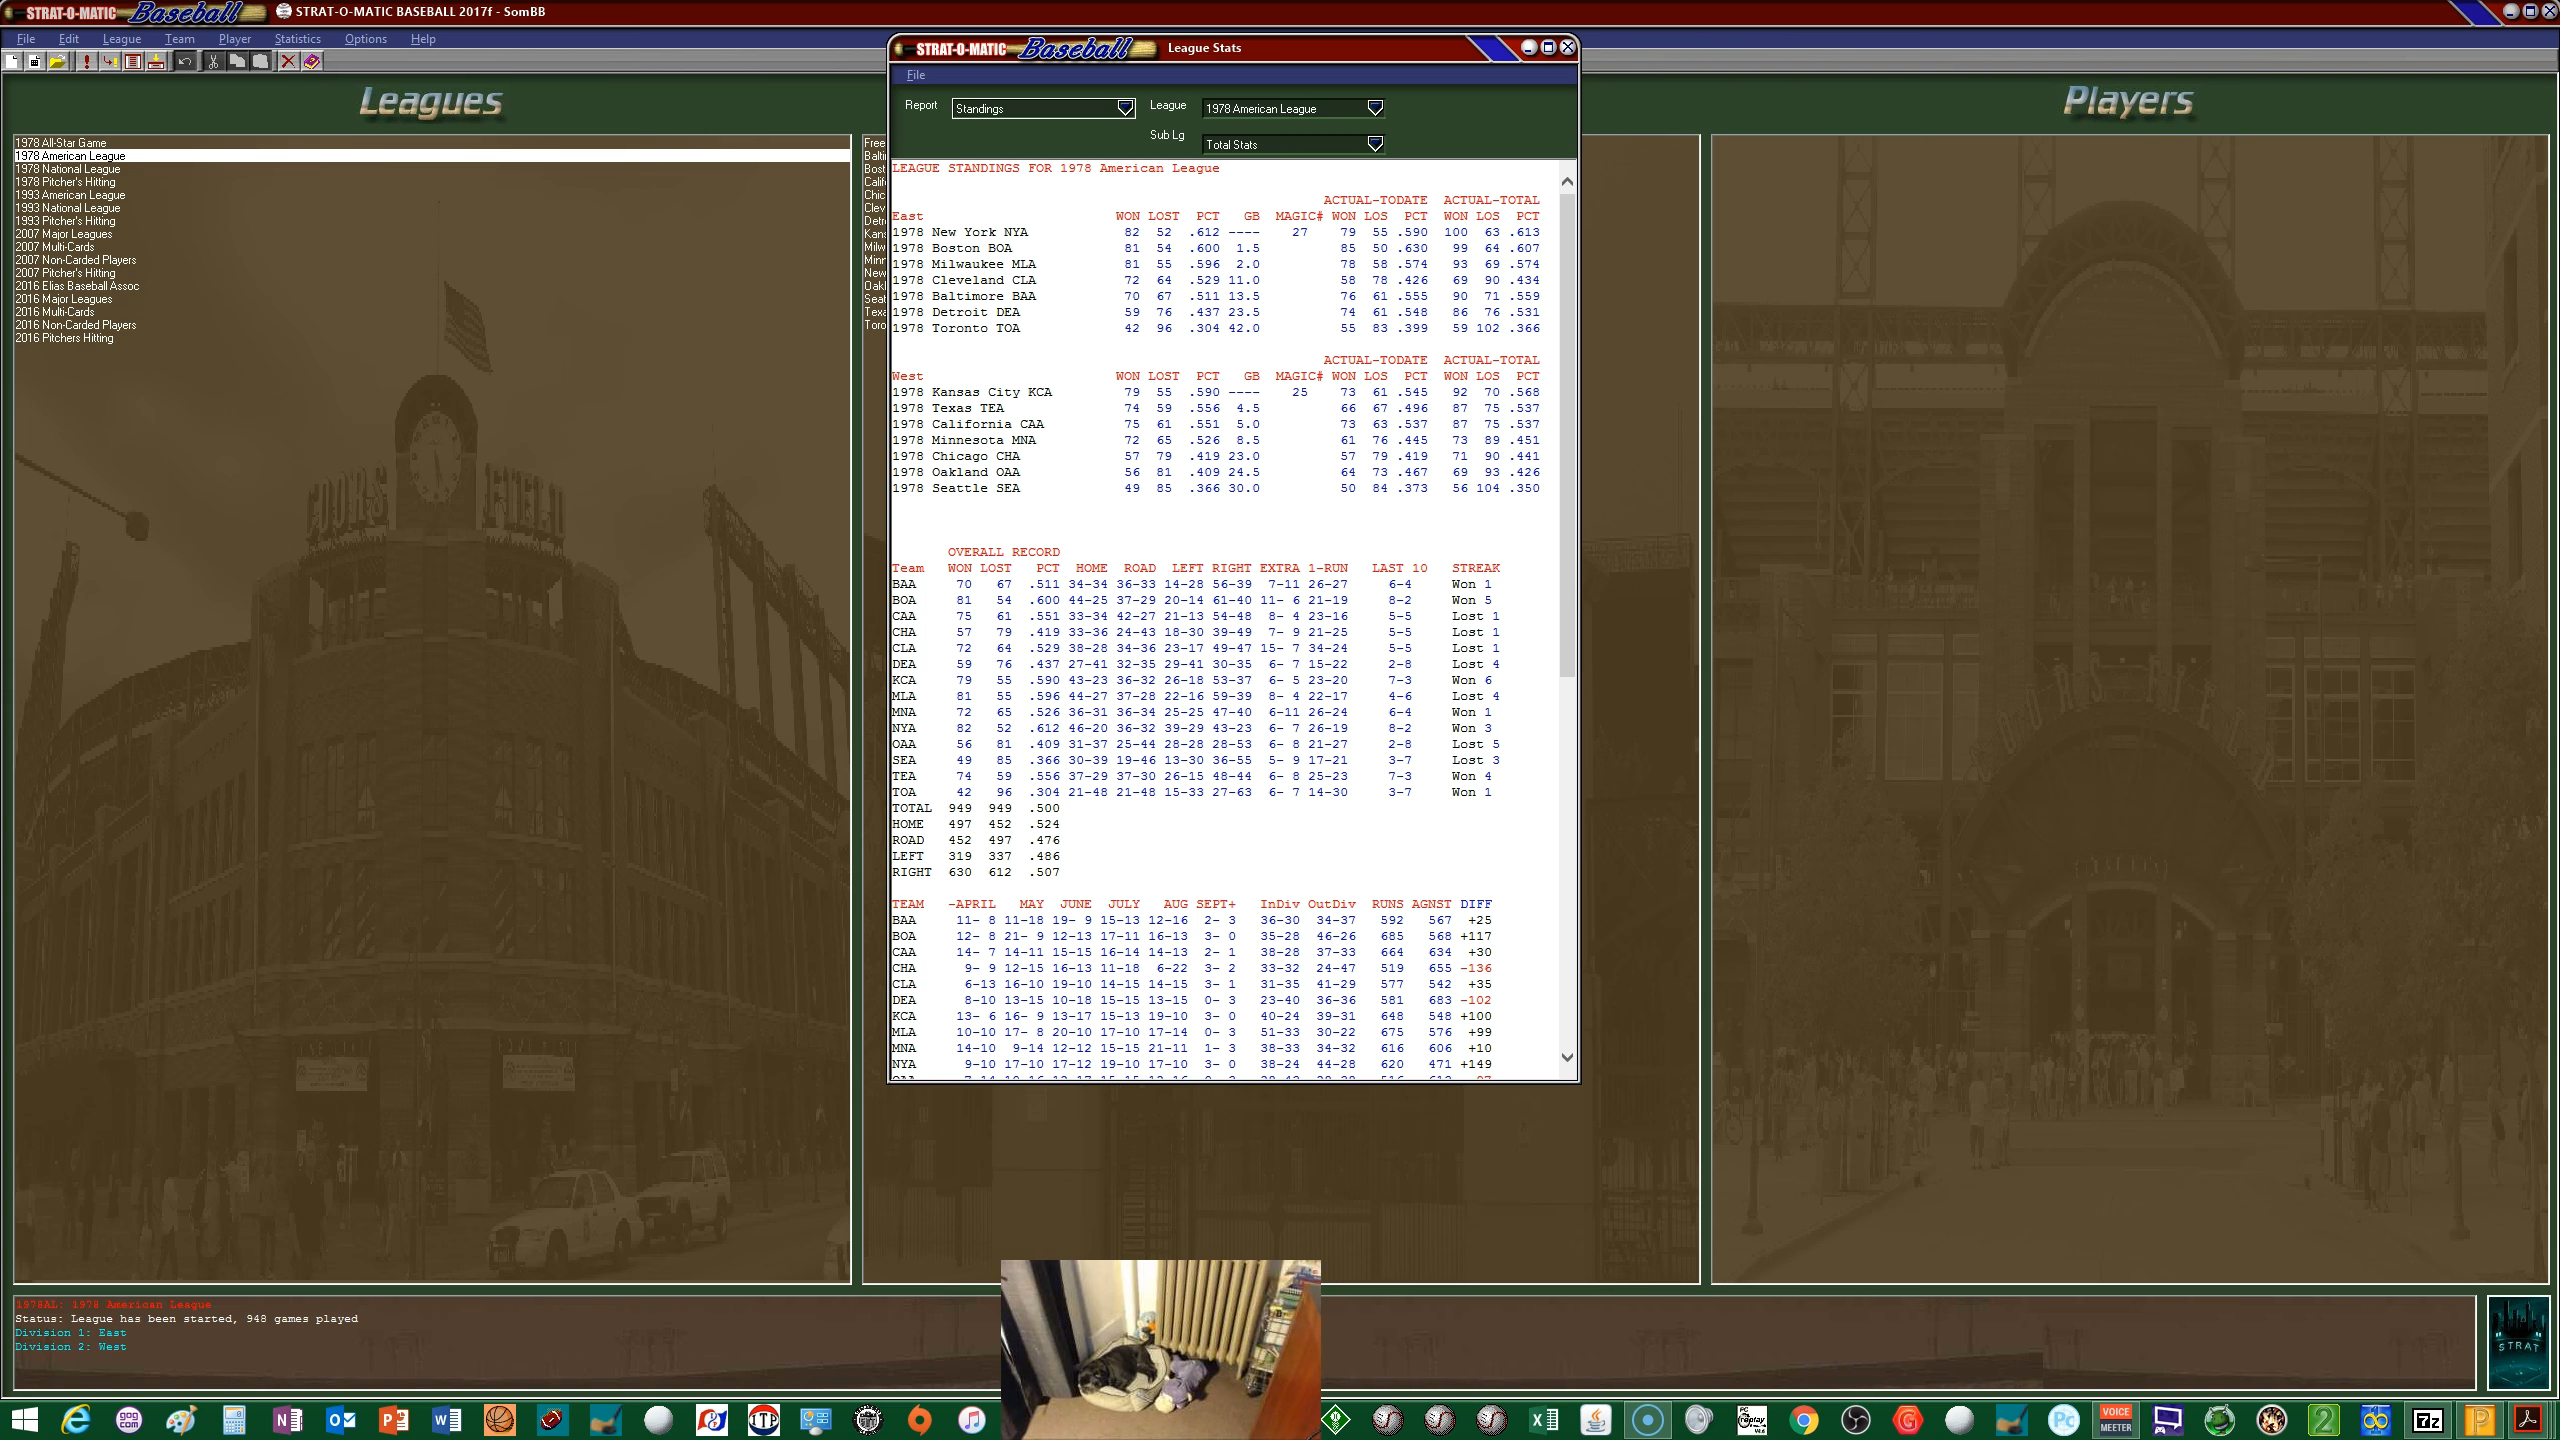 STRAT-O-MATIC Baseball STRAT-O-MATIC BASEBALL 2017f - SomBB
File Edit League Team Player Statistics Options Help
Leagues
Players
1978 All-Star Game
1978 American League
1978 National League
1978 Pitcher's Hitting
1993 American League
1993 National League
1993 Pitcher's Hitting
2007 Major Leagues
2007 Multi-Cards
2007 Non-Carded Players
2007 Pitcher's Hitting
2016 Elias Baseball Assoc
2016 Major Leagues
2016 Multi-Cards
2016 Non-Carded Players
2016 Pitchers Hitting
Free
Balti
Bost
Calif
Chic
Clev
Detr
Kans
Milw
Minn
New
Oakl
Seat
Texa
Toro
STRAT-O-MATIC Baseball League Stats
File
Report Standings League 1978 American League
Sub Lg Total Stats
LEAGUE STANDINGS FOR 1978 American League
ACTUAL-TODATE ACTUAL-TOTAL
East WON LOST PCT GB MAGIC# WON LOS PCT WON LOS PCT
1978 New York NYA 82 52 .612 ---- 27 79 55 .590 100 63 .613
1978 Boston BOA 81 54 .600 1.5 85 50 .630 99 64 .607
1978 Milwaukee MLA 81 55 .596 2.0 78 58 .574 93 69 .574
1978 Cleveland CLA 72 64 .529 11.0 58 78 .426 69 90 .434
1978 Baltimore BAA 70 67 .511 13.5 76 61 .555 90 71 .559
1978 Detroit DEA 59 76 .437 23.5 74 61 .548 86 76 .531
1978 Toronto TOA 42 96 .304 42.0 55 83 .399 59 102 .366
ACTUAL-TODATE ACTUAL-TOTAL
West WON LOST PCT GB MAGIC# WON LOS PCT WON LOS PCT
1978 Kansas City KCA 79 55 .590 ---- 25 73 61 .545 92 70 .568
1978 Texas TEA 74 59 .556 4.5 66 67 .496 87 75 .537
1978 California CAA 75 61 .551 5.0 73 63 .537 87 75 .537
1978 Minnesota MNA 72 65 .526 8.5 61 76 .445 73 89 .451
1978 Chicago CHA 57 79 .419 23.0 57 79 .419 71 90 .441
1978 Oakland OAA 56 81 .409 24.5 64 73 .467 69 93 .426
1978 Seattle SEA 49 85 .366 30.0 50 84 .373 56 104 .350
OVERALL RECORD
Team WON LOST PCT HOME ROAD LEFT RIGHT EXTRA 1-RUN LAST 10 STREAK
BAA 70 67 .511 34-34 36-33 14-28 56-39 7-11 26-27 6-4 Won 1
BOA 81 54 .600 44-25 37-29 20-14 61-40 11- 6 21-19 8-2 Won 5
CAA 75 61 .551 33-34 42-27 21-13 54-48 8- 4 23-16 5-5 Lost 1
CHA 57 79 .419 33-36 24-43 18-30 39-49 7- 9 21-25 5-5 Lost 1
CLA 72 64 .529 38-28 34-36 23-17 49-47 15- 7 34-24 5-5 Lost 1
DEA 59 76 .437 27-41 32-35 29-41 30-35 6- 7 15-22 2-8 Lost 4
KCA 79 55 .590 43-23 36-32 26-18 53-37 6- 5 23-20 7-3 Won 6
MLA 81 55 .596 44-27 37-28 22-16 59-39 8- 4 22-17 4-6 Lost 4
MNA 72 65 .526 36-31 36-34 25-25 47-40 6-11 26-24 6-4 Won 1
NYA 82 52 .612 46-20 36-32 39-29 43-23 6- 7 26-19 8-2 Won 3
OAA 56 81 .409 31-37 25-44 28-28 28-53 6- 8 21-27 2-8 Lost 5
SEA 49 85 .366 30-39 19-46 13-30 36-55 5- 9 17-21 3-7 Lost 3
TEA 74 59 .556 37-29 37-30 26-15 48-44 6- 8 25-23 7-3 Won 4
TOA 42 96 .304 21-48 21-48 15-33 27-63 6- 7 14-30 3-7 Won 1
TOTAL 949 949 .500
HOME 497 452 .524
ROAD 452 497 .476
LEFT 319 337 .486
RIGHT 630 612 .507
TEAM -APRIL MAY JUNE JULY AUG SEPT+ InDiv OutDiv RUNS AGNST DIFF
BAA 11- 8 11-18 19- 9 15-13 12-16 2- 3 36-30 34-37 592 567 +25
BOA 12- 8 21- 9 12-13 17-11 16-13 3- 0 35-28 46-26 685 568 +117
CAA 14- 7 14-11 15-15 16-14 14-13 2- 1 38-28 37-33 664 634 +30
CHA 9- 9 12-15 16-13 11-18 6-22 3- 2 33-32 24-47 519 655 -136
CLA 6-13 16-10 19-10 14-15 14-15 3- 1 31-35 41-29 577 542 +35
DEA 8-10 13-15 10-18 15-15 13-15 0- 3 23-40 36-36 581 683 -102
KCA 13- 6 16- 9 13-17 15-13 19-10 3- 0 40-24 39-31 648 548 +100
MLA 10-10 17- 8 20-10 17-10 17-14 0- 3 51-33 30-22 675 576 +99
MNA 14-10 9-14 12-12 15-15 21-11 1- 3 38-33 34-32 616 606 +10
NYA 9-10 17-10 17-12 19-10 17-10 3- 0 38-24 44-28 620 471 +149
COORS FIELD
1978AL: 1978 American League
Status: League has been started, 948 games played
Division 1: East
Division 2: West
STRAT